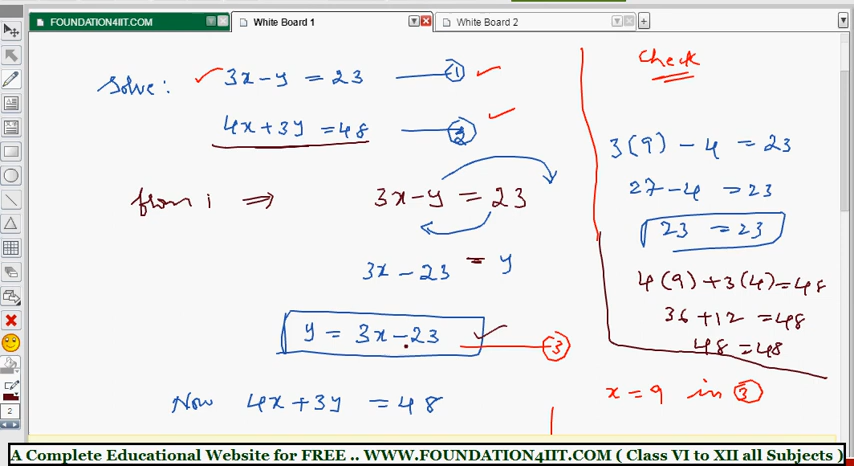 FOUNDATION4IIT.COM
White Board 1
White Board 2
Solve: 3x-y = 23 ①
4x+3y = 48 ②
from i ⇒ 3x-y = 23
3x - 23 = y
y = 3x-23 ③
Now 4x+3y = 48
Check
3(9) - 4 = 23
27-4 = 23
23 = 23
4(9)+3(4)=48
36+12 =48
48 =48
x = 9 in ③
2
A Complete Educational Website for FREE .. WWW.FOUNDATION4IIT.COM ( Class VI to XII all Subjects )